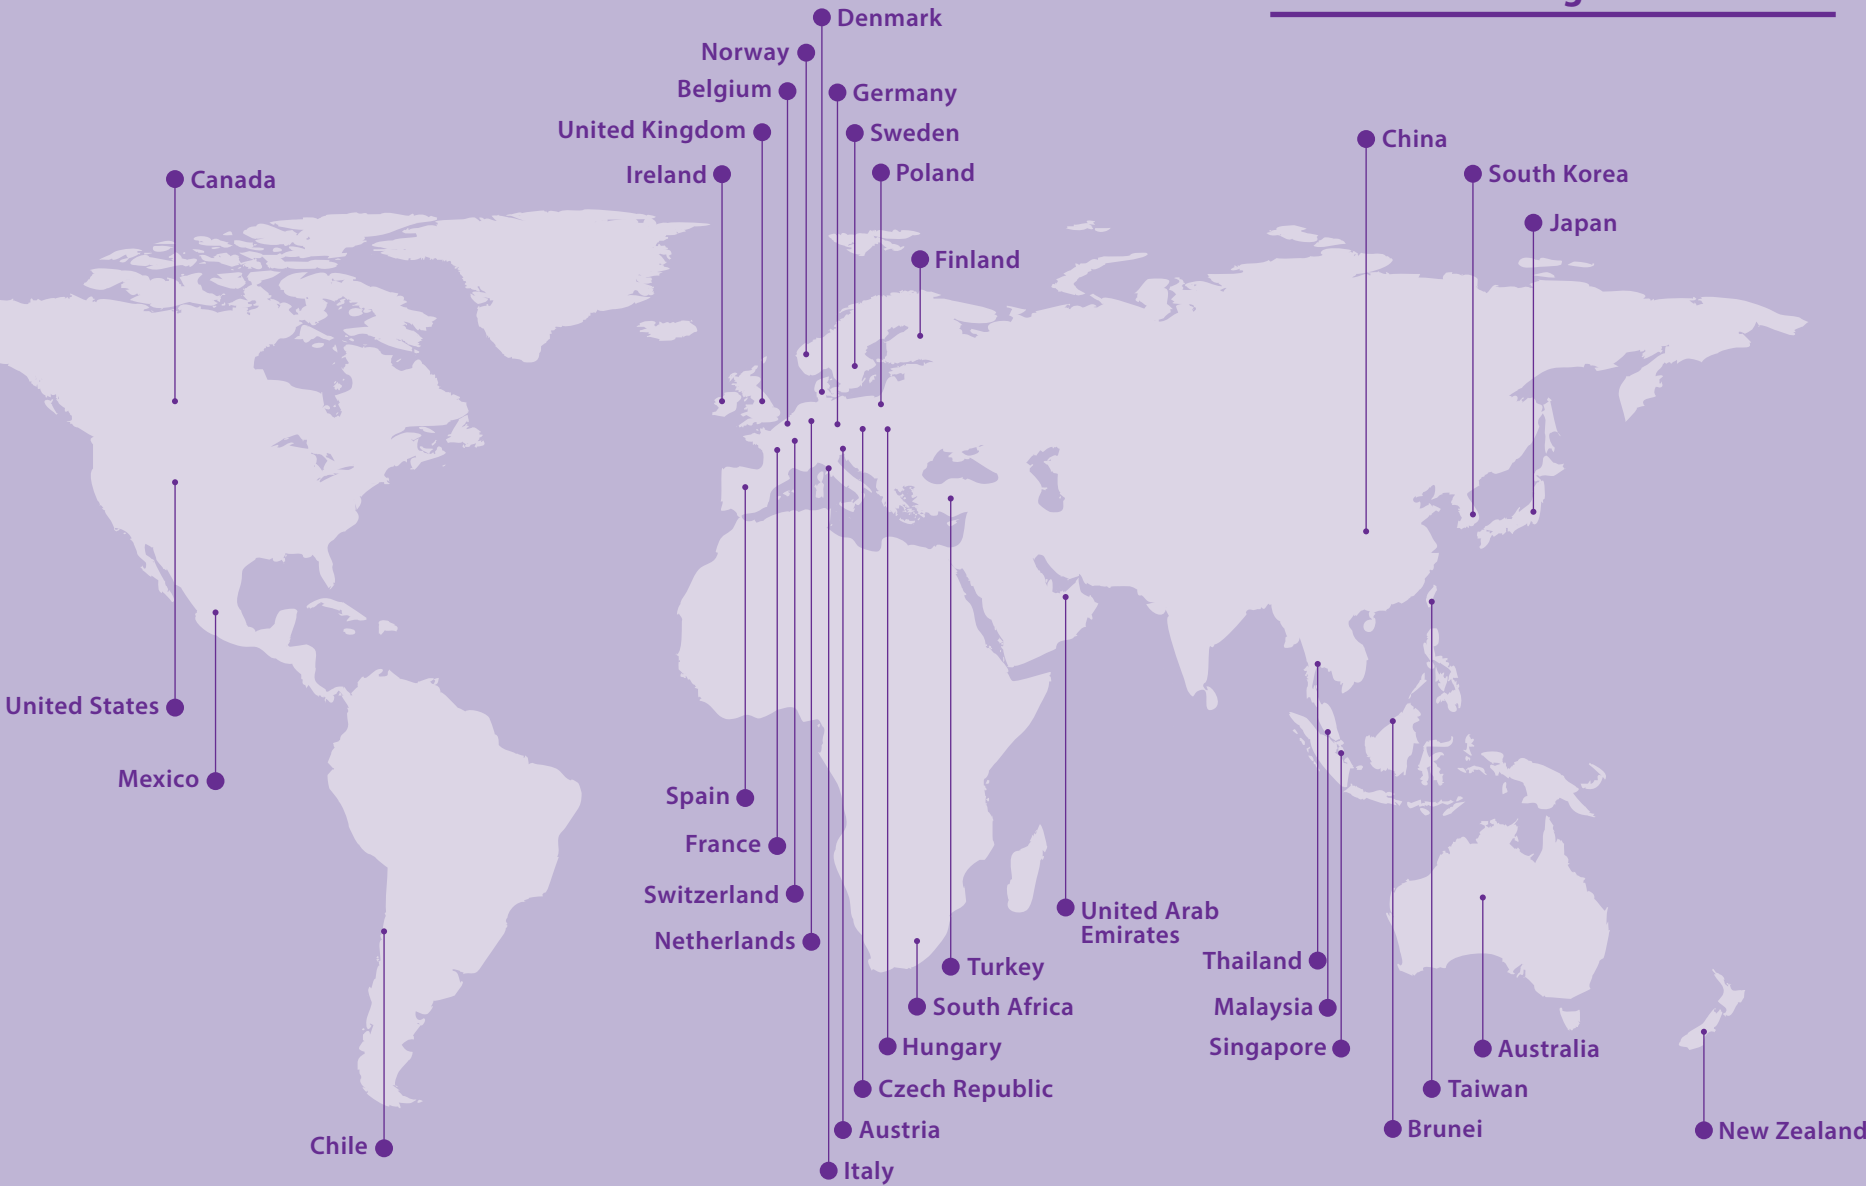 Denmark
Norway
Belgium
Germany
United Kingdom
Sweden
China
Ireland
Poland
South Korea
Canada
Japan
Finland
United States
Mexico
Spain
France
Switzerland
United Arab
Emirates
Netherlands
Thailand
Turkey
South Africa
Malaysia
Hungary
Singapore
Australia
Czech Republic
Taiwan
Austria
Brunei
New Zealand
Chile
Italy